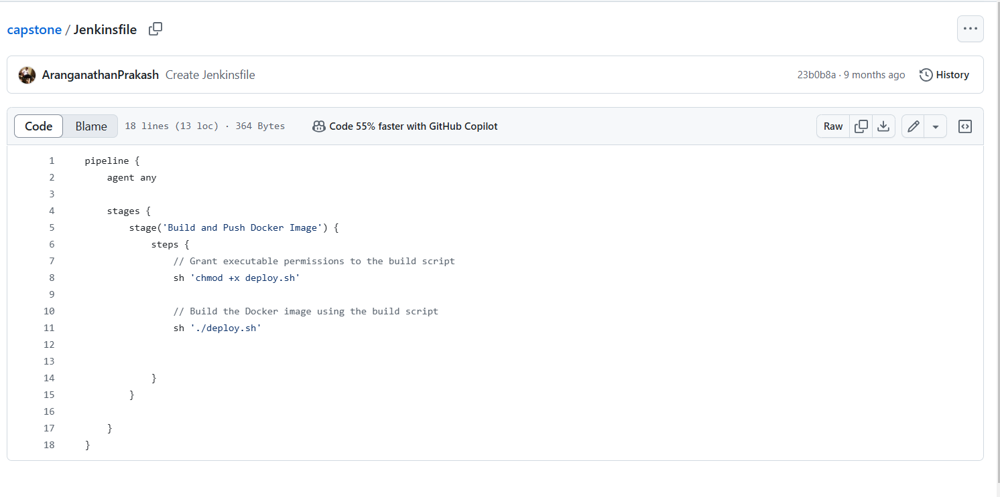 capstone / Jenkinsfile
AranganathanPrakash Create Jenkinsfile 23b0b8a · 9 months ago History
Code Blame 18 lines (13 loc) · 364 Bytes Code 55% faster with GitHub Copilot Raw
1 pipeline {
2     agent any
3
4     stages {
5         stage('Build and Push Docker Image') {
6             steps {
7                 // Grant executable permissions to the build script
8                 sh 'chmod +x deploy.sh'
9
10                 // Build the Docker image using the build script
11                 sh './deploy.sh'
12
13
14             }
15         }
16
17     }
18 }